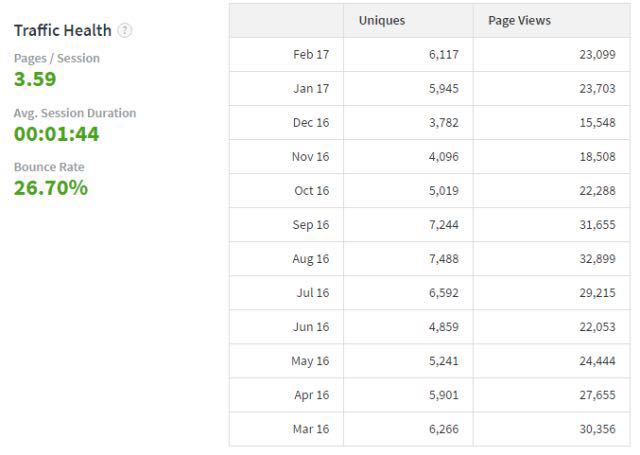 Traffic Health ?
Pages / Session
3.59
Avg. Session Duration
00:01:44
Bounce Rate
26.70%
Uniques Page Views
Feb 17 6,117 23,099
Jan 17 5,945 23,703
Dec 16 3,782 15,548
Nov 16 4,096 18,508
Oct 16 5,019 22,288
Sep 16 7,244 31,655
Aug 16 7,488 32,899
Jul 16 6,592 29,215
Jun 16 4,859 22,053
May 16 5,241 24,444
Apr 16 5,901 27,655
Mar 16 6,266 30,356